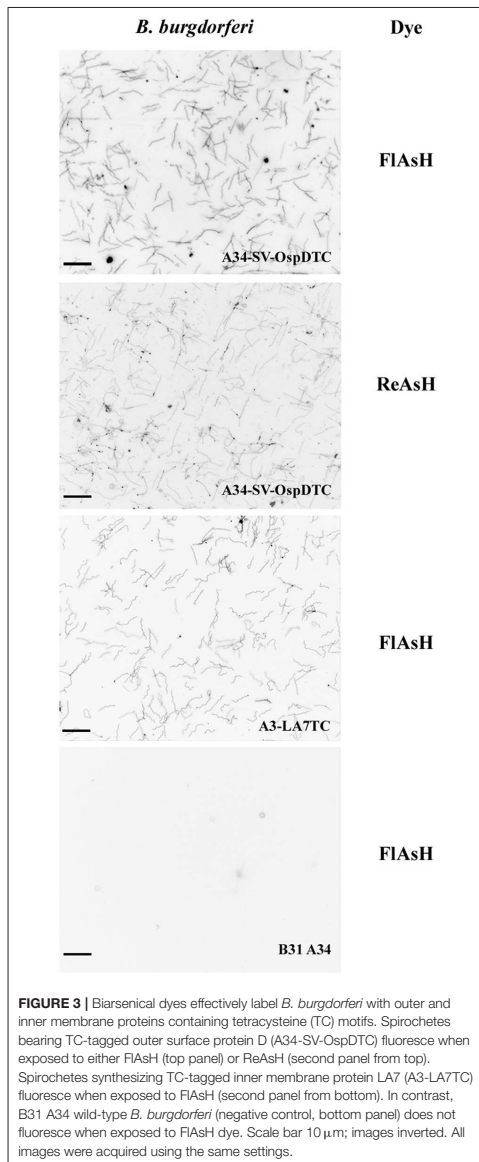 B. burgdorferi Dye
FlAsH
A34-SV-OspDTC
ReAsH
A34-SV-OspDTC
FlAsH
A3-LA7TC
FlAsH
B31 A34
FIGURE 3 | Biarsenical dyes effectively label B. burgdorferi with outer and
inner membrane proteins containing tetracysteine (TC) motifs. Spirochetes
bearing TC-tagged outer surface protein D (A34-SV-OspDTC) fluoresce when
exposed to either FlAsH (top panel) or ReAsH (second panel from top).
Spirochetes synthesizing TC-tagged inner membrane protein LA7 (A3-LA7TC)
fluoresce when exposed to FlAsH (second panel from bottom). In contrast,
B31 A34 wild-type B. burgdorferi (negative control, bottom panel) does not
fluoresce when exposed to FlAsH dye. Scale bar 10 μm; images inverted. All
images were acquired using the same settings.